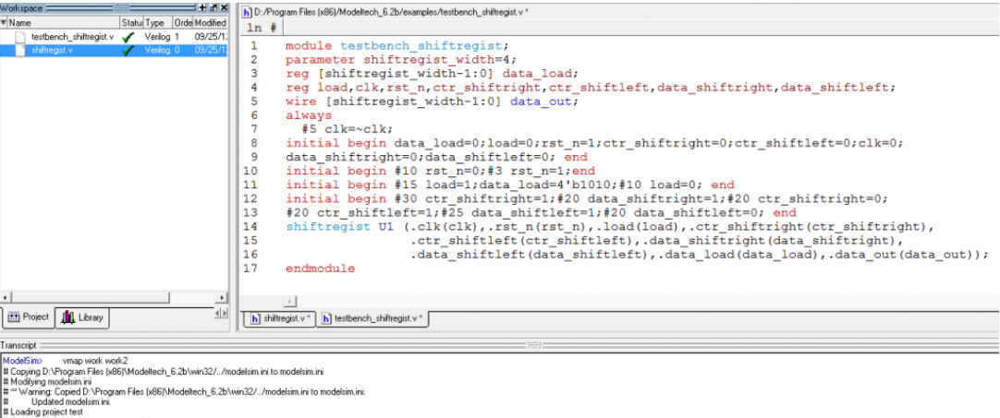 Workspace
Name Statu Type Orde Modified
testbench_shiftregist.v Verilog 1 09/25/1
shiftregist.v Verilog 0 09/25/1
Project Library
D:/Program Files (x86)/Modeltech_6.2b/examples/testbench_shiftregist.v *
ln #
1 module testbench_shiftregist;
2 parameter shiftregist_width=4;
3 reg [shiftregist_width-1:0] data_load;
4 reg load,clk,rst_n,ctr_shiftright,ctr_shiftleft,data_shiftright,data_shiftleft;
5 wire [shiftregist_width-1:0] data_out;
6 always
7 #5 clk=~clk;
8 initial begin data_load=0;load=0;rst_n=1;ctr_shiftright=0;ctr_shiftleft=0;clk=0;
9 data_shiftright=0;data_shiftleft=0; end
10 initial begin #10 rst_n=0;#3 rst_n=1;end
11 initial begin #15 load=1;data_load=4'b1010;#10 load=0; end
12 initial begin #30 ctr_shiftright=1;#20 data_shiftright=1;#20 ctr_shiftright=0;
13 #20 ctr_shiftleft=1;#25 data_shiftleft=1;#20 data_shiftleft=0; end
14 shiftregist U1 (.clk(clk),.rst_n(rst_n),.load(load),.ctr_shiftright(ctr_shiftright),
15 .ctr_shiftleft(ctr_shiftleft),.data_shiftright(data_shiftright),
16 .data_shiftleft(data_shiftleft),.data_load(data_load),.data_out(data_out));
17 endmodule
shiftregist.v * testbench_shiftregist.v *
Transcript
ModelSim> vmap work work2
# Copying D:\Program Files (x86)\Modeltech_6.2b\win32/../modelsim.ini to modelsim.ini
# Modifying modelsim.ini
# ** Warning: Copied D:\Program Files (x86)\Modeltech_6.2b\win32/../modelsim.ini to modelsim.ini.
# Updated modelsim.ini.
# Loading project test